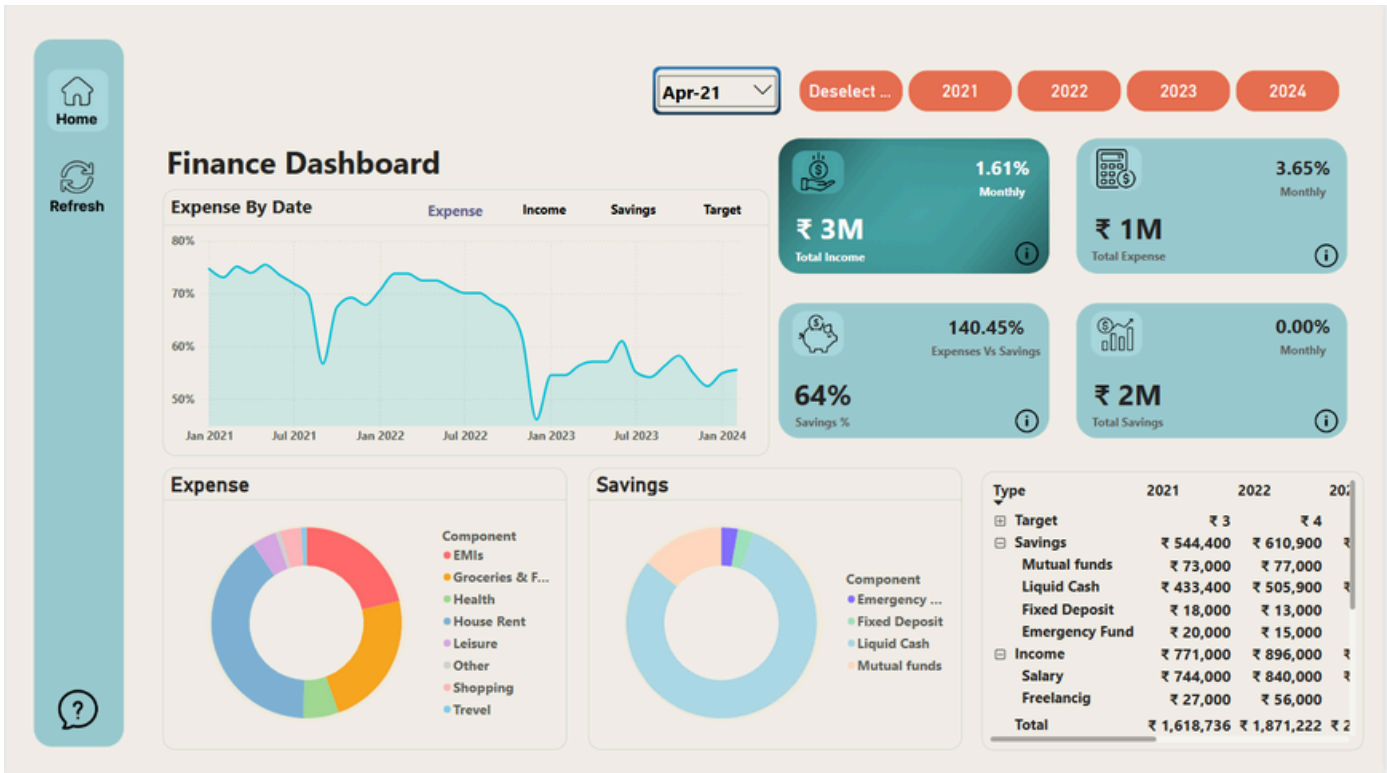 Home
Refresh
?
Apr-21
Deselect ...
2021
2022
2023
2024
Finance Dashboard
Expense By Date
Expense
Income
Savings
Target
80%
70%
60%
50%
Jan 2021
Jul 2021
Jan 2022
Jul 2022
Jan 2023
Jul 2023
Jan 2024
1.61%
Monthly
₹ 3M
Total Income
3.65%
Monthly
₹ 1M
Total Expense
140.45%
Expenses Vs Savings
64%
Savings %
0.00%
Monthly
₹ 2M
Total Savings
Expense
Component
EMIs
Groceries & F...
Health
House Rent
Leisure
Other
Shopping
Trevel
Savings
Component
Emergency ...
Fixed Deposit
Liquid Cash
Mutual funds
Type 2021 2022 202
Target ₹ 3 ₹ 4
Savings ₹ 544,400 ₹ 610,900 ₹
Mutual funds ₹ 73,000 ₹ 77,000
Liquid Cash ₹ 433,400 ₹ 505,900 ₹
Fixed Deposit ₹ 18,000 ₹ 13,000
Emergency Fund ₹ 20,000 ₹ 15,000
Income ₹ 771,000 ₹ 896,000 ₹
Salary ₹ 744,000 ₹ 840,000 ₹
Freelancig ₹ 27,000 ₹ 56,000
Total ₹ 1,618,736 ₹ 1,871,222 ₹ 2